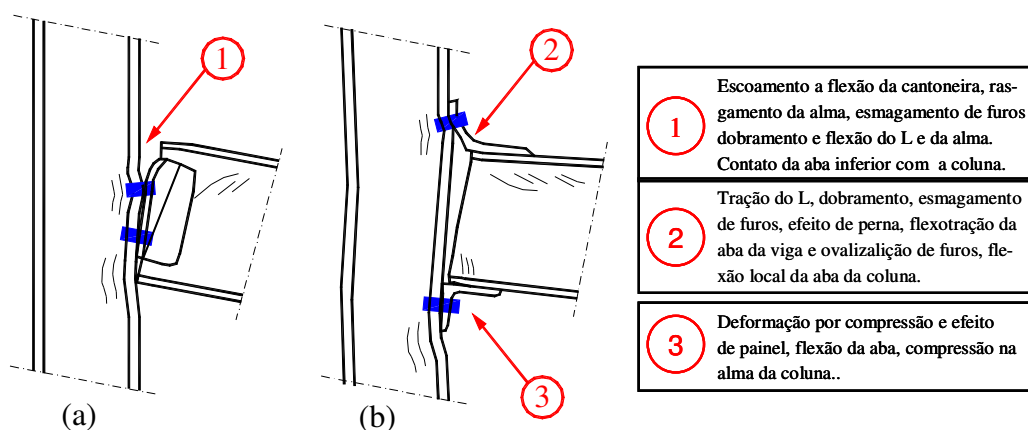 1
2
3
(a)
(b)
1
Escoamento a flexão da cantoneira, ras-
gamento da alma, esmagamento de furos
dobramento e flexão do L e da alma.
Contato da aba inferior com a coluna.
2
Tração do L, dobramento, esmagamento
de furos, efeito de perna, flexotração da
aba da viga e ovalizalição de furos, fle-
xão local da aba da coluna.
3
Deformação por compressão e efeito
de painel, flexão da aba, compressão na
alma da coluna..